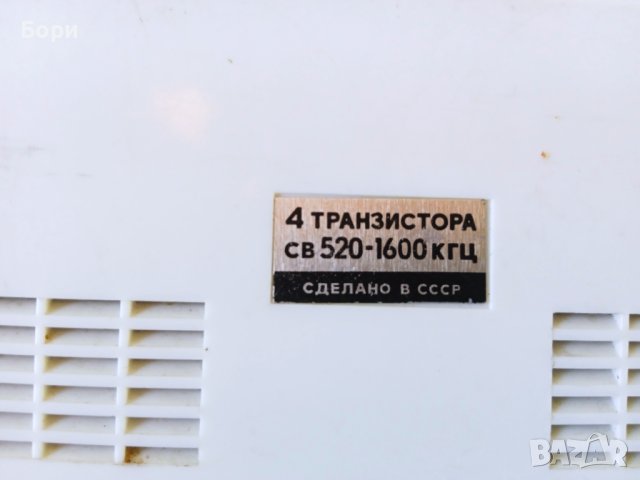 Бори
4 ТРАНЗИСТОРА
СВ 520-1600 КГЦ
СДЕЛАНО В СССР
BAZAR